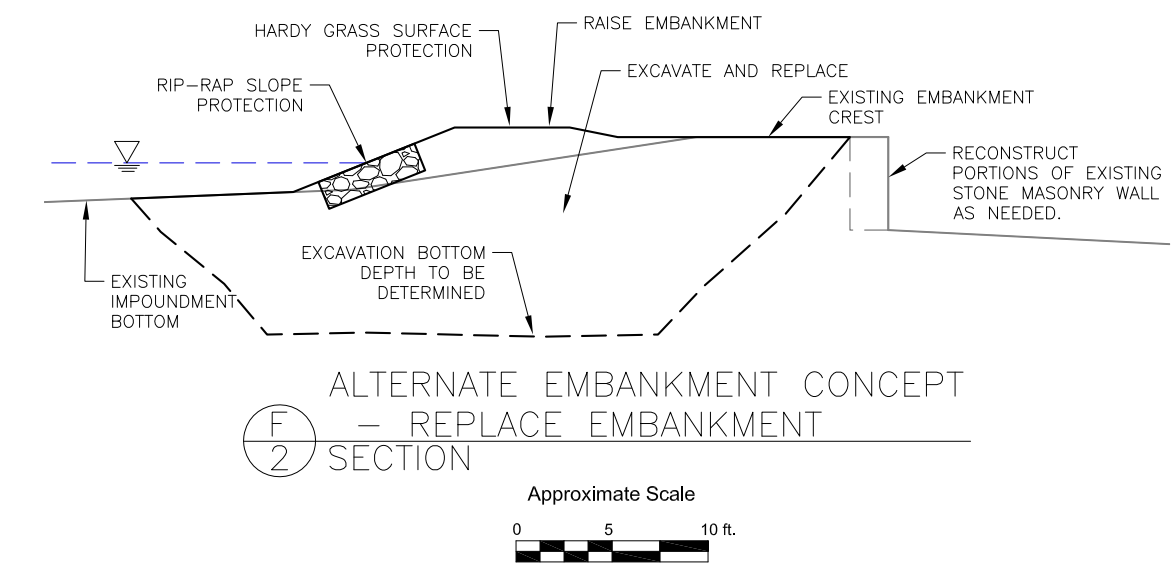 HARDY GRASS SURFACE
PROTECTION
RAISE EMBANKMENT
RIP-RAP SLOPE
PROTECTION
EXCAVATE AND REPLACE
EXISTING EMBANKMENT
CREST
RECONSTRUCT
PORTIONS OF EXISTING
STONE MASONRY WALL
AS NEEDED.
EXCAVATION BOTTOM
DEPTH TO BE
DETERMINED
EXISTING
IMPOUNDMENT
BOTTOM
ALTERNATE EMBANKMENT CONCEPT
F
- REPLACE EMBANKMENT
2
SECTION
Approximate Scale
0 5 10 ft.